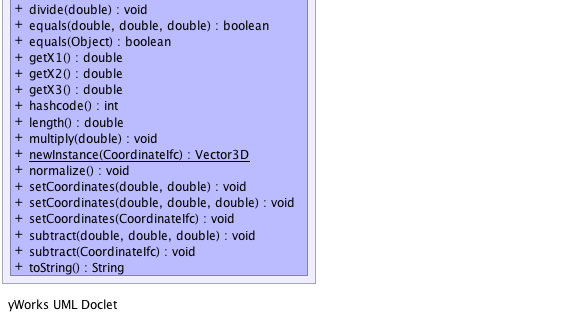 + divide(double) : void
+ equals(double, double, double) : boolean
+ equals(Object) : boolean
+ getX1() : double
+ getX2() : double
+ getX3() : double
+ hashcode() : int
+ length() : double
+ multiply(double) : void
+ newInstance(CoordinateIfc) : Vector3D
+ normalize() : void
+ setCoordinates(double, double) : void
+ setCoordinates(double, double, double) : void
+ setCoordinates(CoordinateIfc) : void
+ subtract(double, double, double) : void
+ subtract(CoordinateIfc) : void
+ toString() : String
yWorks UML Doclet